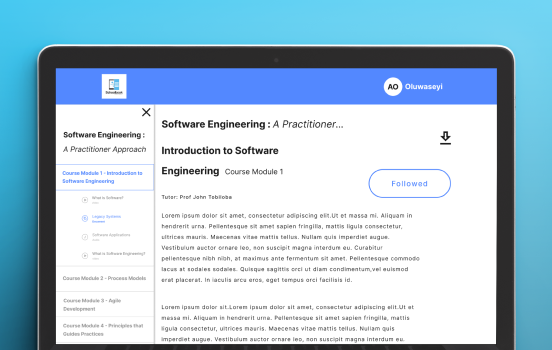 AO Oluwaseyi
Software Engineering :
A Practitioner Approach
Course Module 1 - Introduction to
Software Engineering
What is Software?
Legacy Systems
Software Applications
What is Software Engineering?
Course Module 2 - Process Models
Course Module 3 - Agile
Development
Course Module 4 - Principles that
Guides Practices
Software Engineering : A Practitioner...
Introduction to Software
Engineering Course Module 1
Followed
Tutor: Prof John Tobiloba
Lorem ipsum dolor sit amet, consectetur adipiscing elit.Ut et massa mi. Aliquam in
hendrerit urna. Pellentesque sit amet sapien fringilla, mattis ligula consectetur,
ultrices mauris. Maecenas vitae mattis tellus. Nullam quis imperdiet augue.
Vestibulum auctor ornare leo, non suscipit magna interdum eu. Curabitur
pellentesque nibh nibh, at maximus ante fermentum sit amet. Pellentesque commodo
lacus at sodales sodales. Quisque sagittis orci ut diam condimentum,vel euismod
erat placerat. In iaculis arcu eros, eget tempus orci facilisis id.
Lorem ipsum dolor sit.Lorem ipsum dolor sit amet, consectetur adipiscing elit.Ut et
massa mi. Aliquam in hendrerit urna. Pellentesque sit amet sapien fringilla, mattis
ligula consectetur, ultrices mauris. Maecenas vitae mattis tellus. Nullam quis
imperdiet augue. Vestibulum auctor ornare leo, non suscipit magna interdum eu.